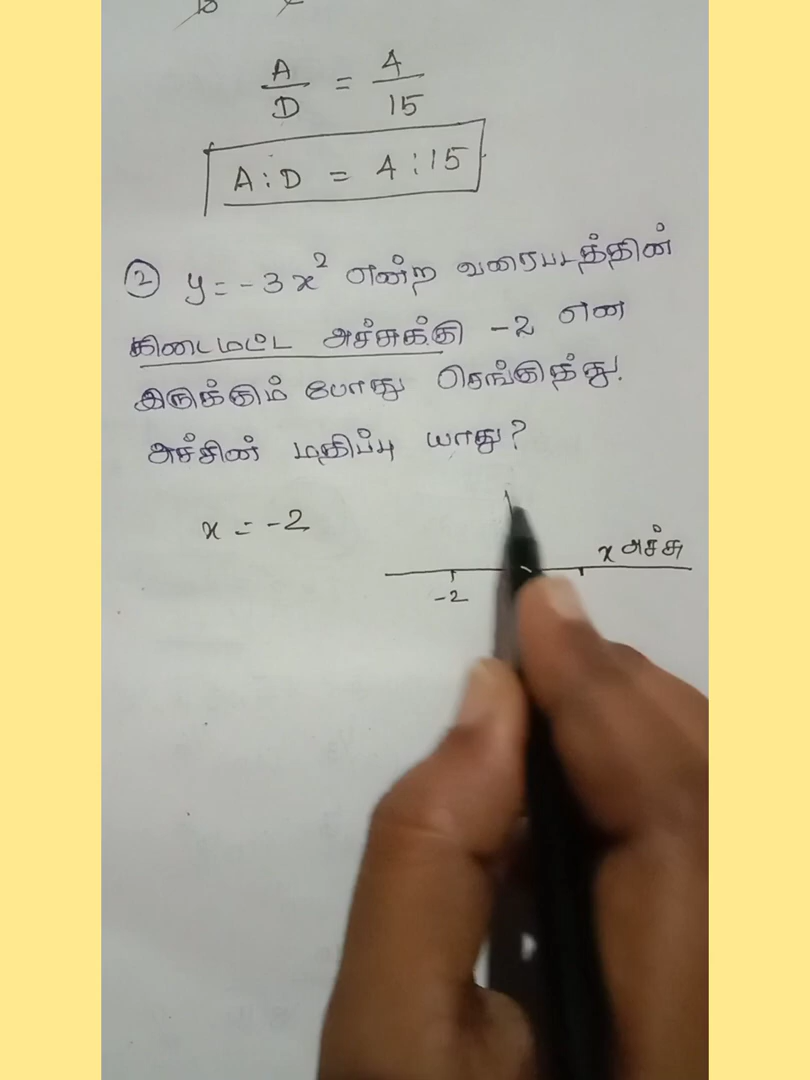 A/D = 4/15
A : D = 4 : 15
② y = -3x² என்ற வரைபடத்தின்
கிடைமட்ட அச்சுக்கு -2 என
இருக்கும் போது செங்குத்து
அச்சின் மதிப்பு யாது?
x = -2
x அச்சு
-2